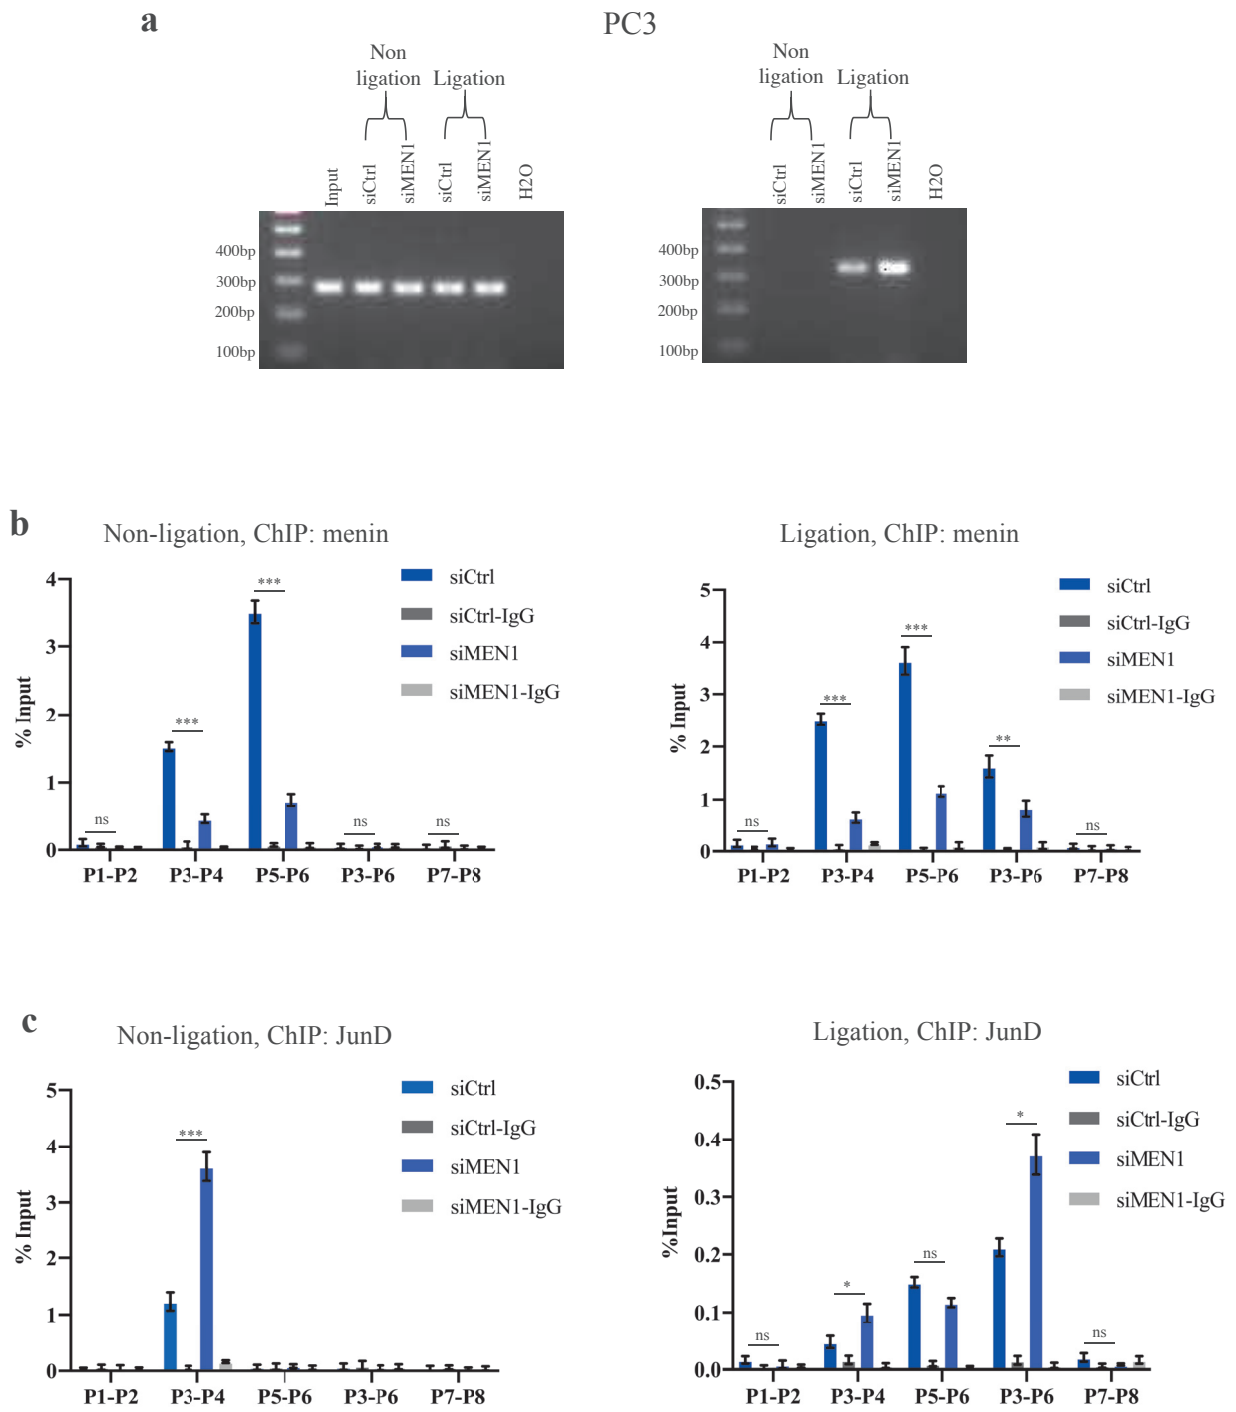 a
PC3
Non
ligation
Ligation
Input
siCtrl
siMEN1
siCtrl
siMEN1
H2O
400bp
300bp
200bp
100bp
Non
ligation
Ligation
siCtrl
siMEN1
siCtrl
siMEN1
H2O
400bp
300bp
200bp
100bp
b
Non-ligation, ChIP: menin
% Input
4
3
2
1
0
ns
***
***
ns
ns
P1-P2
P3-P4
P5-P6
P3-P6
P7-P8
siCtrl
siCtrl-IgG
siMEN1
siMEN1-IgG
Ligation, ChIP: menin
% Input
5
4
3
2
1
0
ns
***
***
**
ns
P1-P2
P3-P4
P5-P6
P3-P6
P7-P8
siCtrl
siCtrl-IgG
siMEN1
siMEN1-IgG
c
Non-ligation, ChIP: JunD
% Input
5
4
3
2
1
0
***
P1-P2
P3-P4
P5-P6
P3-P6
P7-P8
siCtrl
siCtrl-IgG
siMEN1
siMEN1-IgG
Ligation, ChIP: JunD
%Input
0.5
0.4
0.3
0.2
0.1
0.0
ns
*
ns
*
ns
P1-P2
P3-P4
P5-P6
P3-P6
P7-P8
siCtrl
siCtrl-IgG
siMEN1
siMEN1-IgG